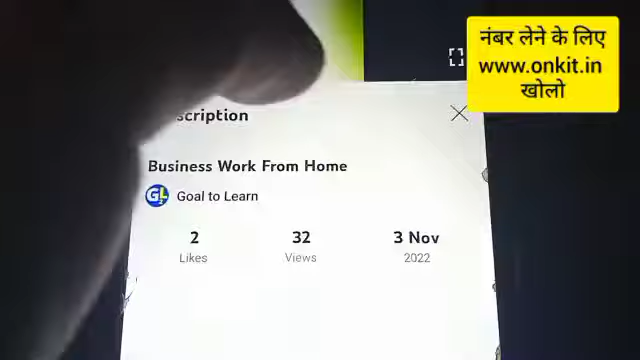 नंबर लेने के लिए
www.onkit.in
खोलो
scription
Business Work From Home
GL
Goal to Learn
2 32 3 Nov
Likes Views 2022